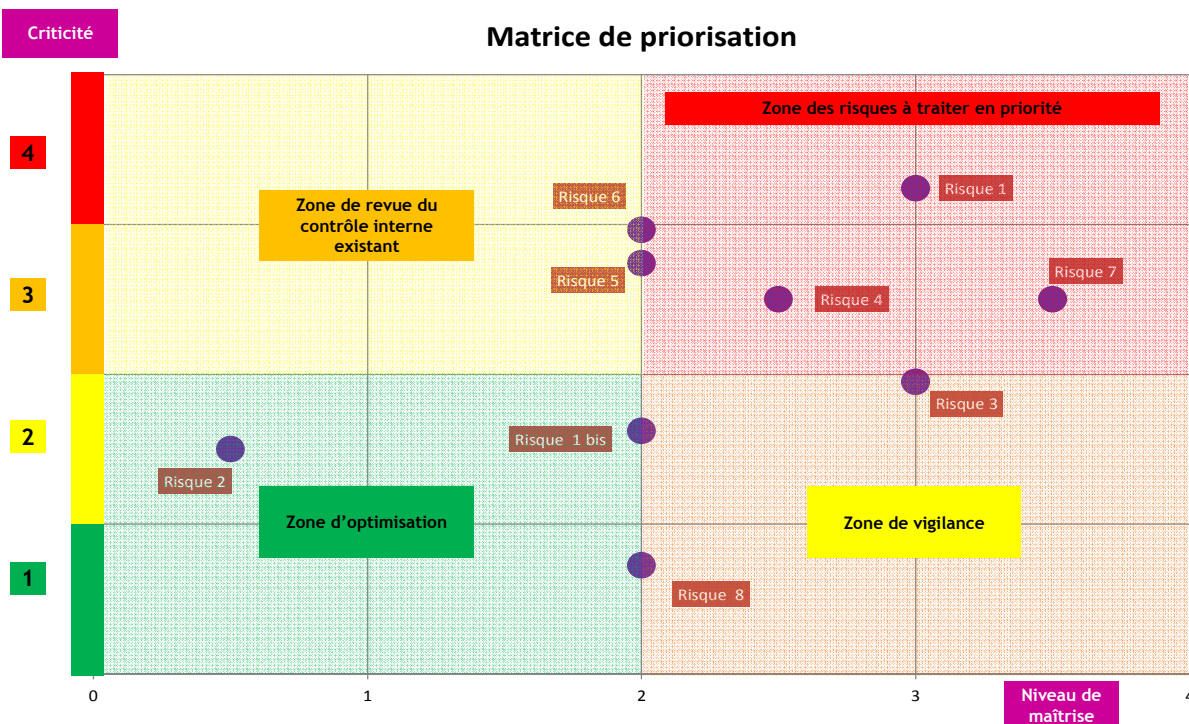 Criticité
Matrice de priorisation
Zone des risques à traiter en priorité
4
Risque 1
Risque 6
Zone de revue du
contrôle interne
existant
Risque 7
Risque 5
3
Risque 4
Risque 3
2
Risque 1 bis
Risque 2
Zone d'optimisation
Zone de vigilance
1
Risque 8
0
1
2
3
4
Niveau de
maîtrise